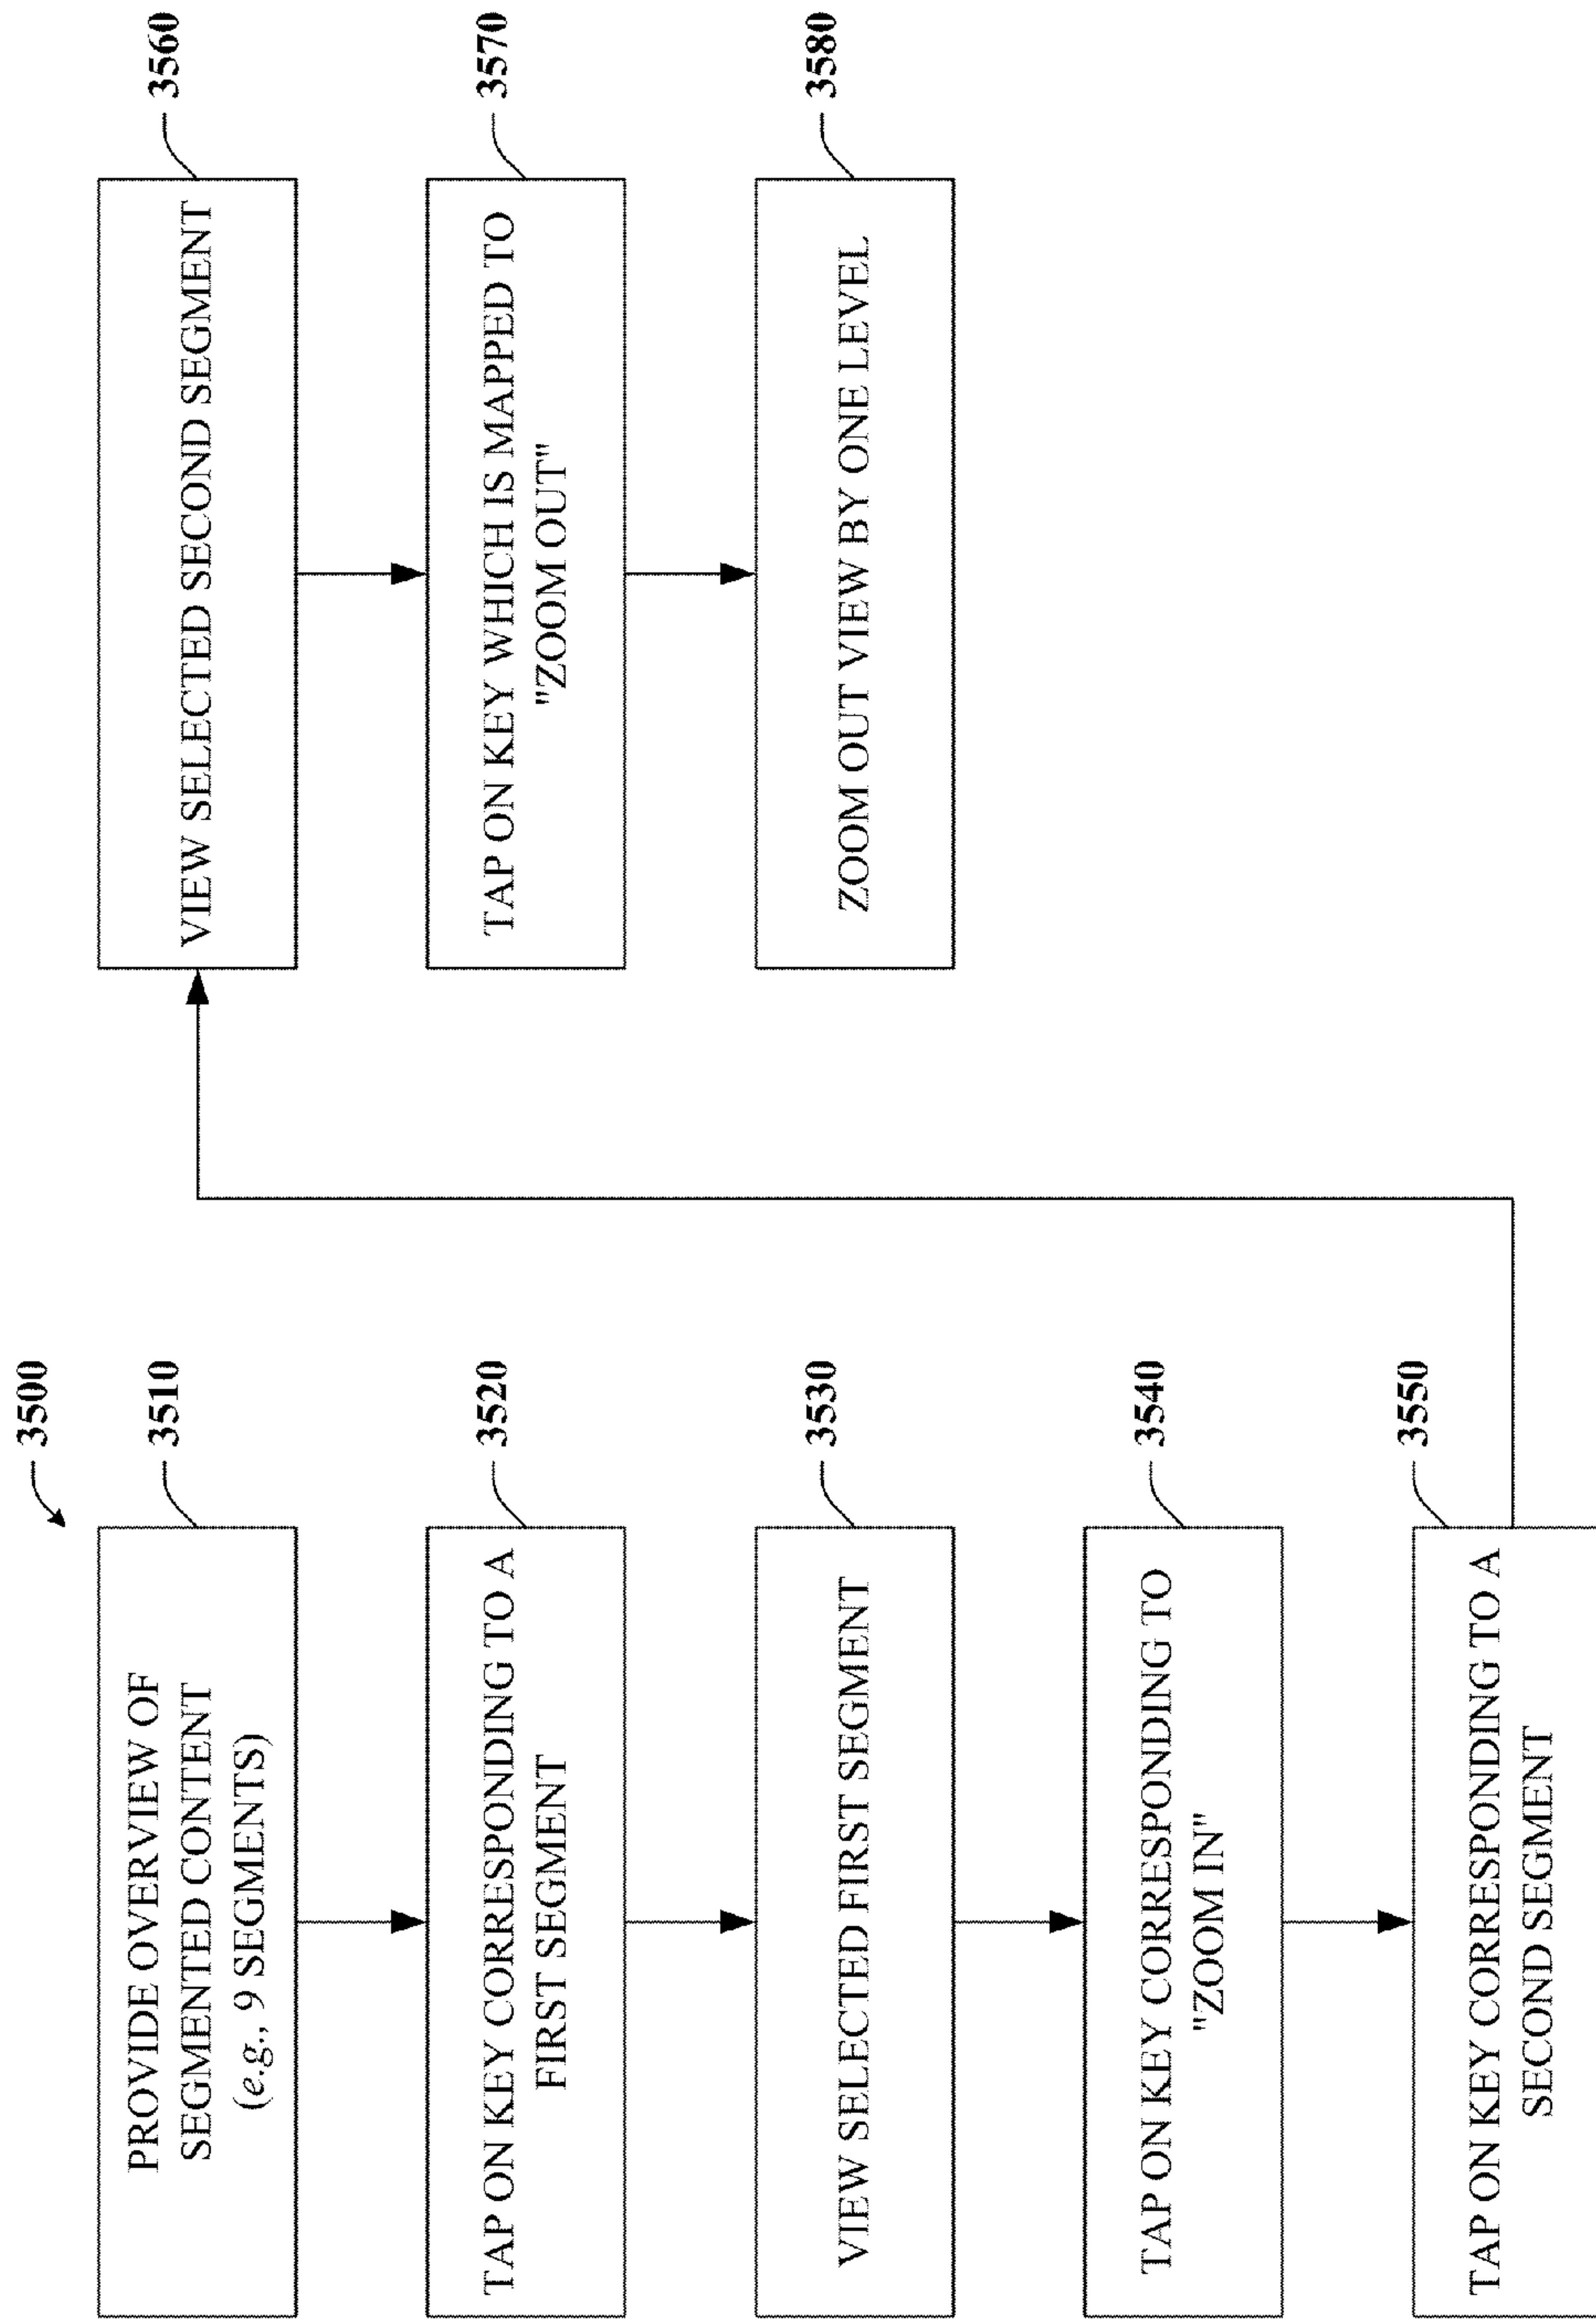 3500
PROVIDE OVERVIEW OF
SEGMENTED CONTENT
(e.g., 9 SEGMENTS)
3510
TAP ON KEY CORRESPONDING TO A
FIRST SEGMENT
3520
VIEW SELECTED FIRST SEGMENT
3530
TAP ON KEY CORRESPONDING TO
"ZOOM IN"
3540
TAP ON KEY CORRESPONDING TO A
SECOND SEGMENT
3550
VIEW SELECTED SECOND SEGMENT
3560
TAP ON KEY WHICH IS MAPPED TO
"ZOOM OUT"
3570
ZOOM OUT VIEW BY ONE LEVEL
3580